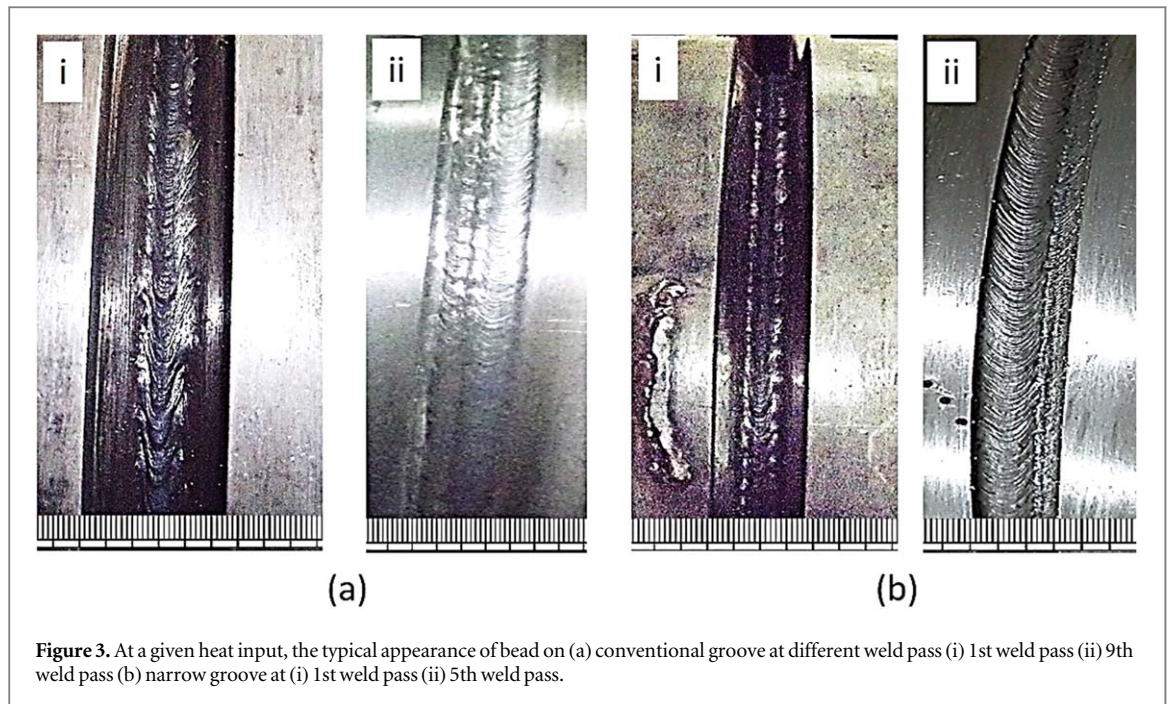 i
ii
i
ii
(a)
(b)
Figure 3. At a given heat input, the typical appearance of bead on (a) conventional groove at different weld pass (i) 1st weld pass (ii) 9th
weld pass (b) narrow groove at (i) 1st weld pass (ii) 5th weld pass.